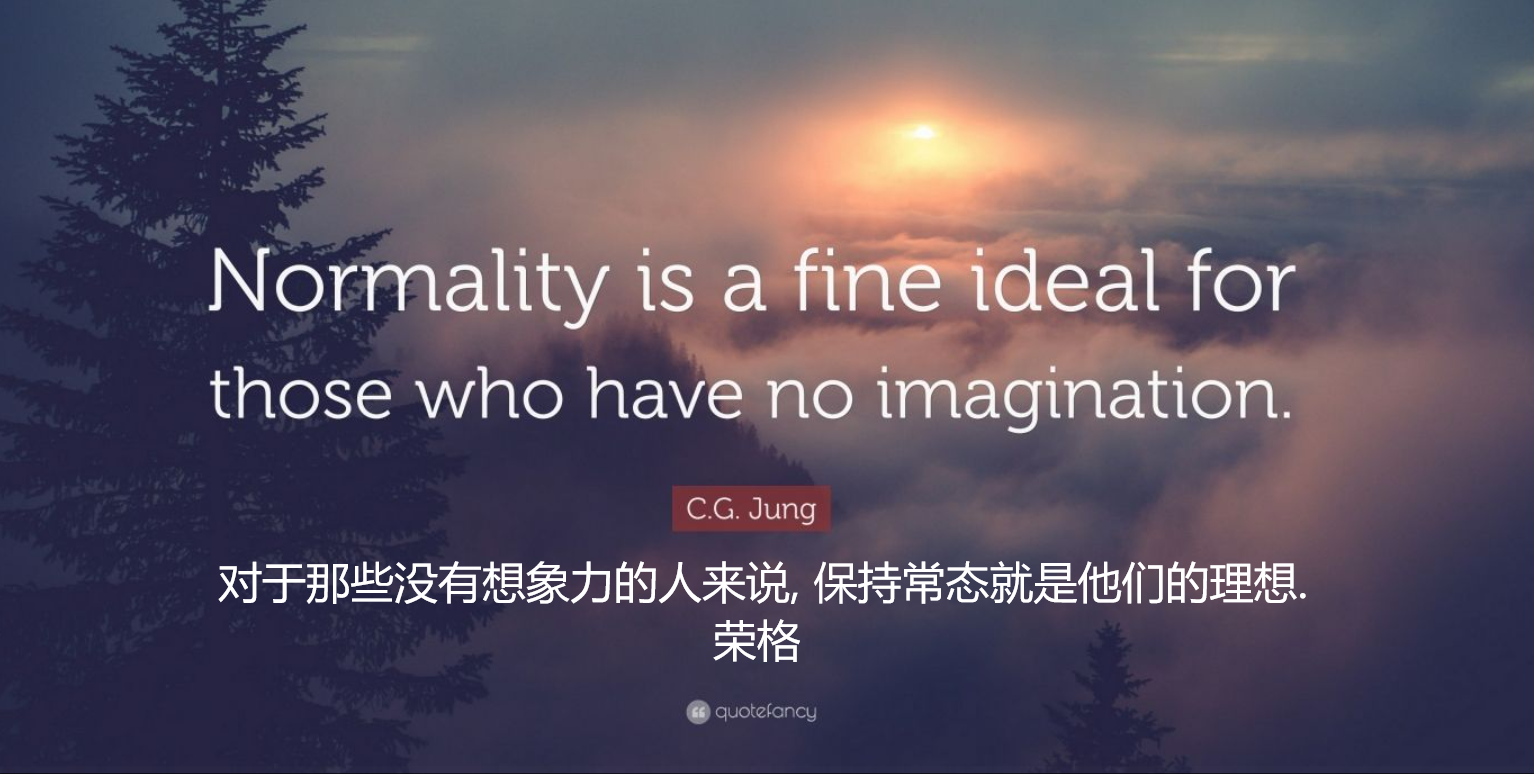 Normality is a fine ideal for
those who have no imagination.
C.G. Jung
对于那些没有想象力的人来说, 保持常态就是他们的理想.
荣格
quotefancy